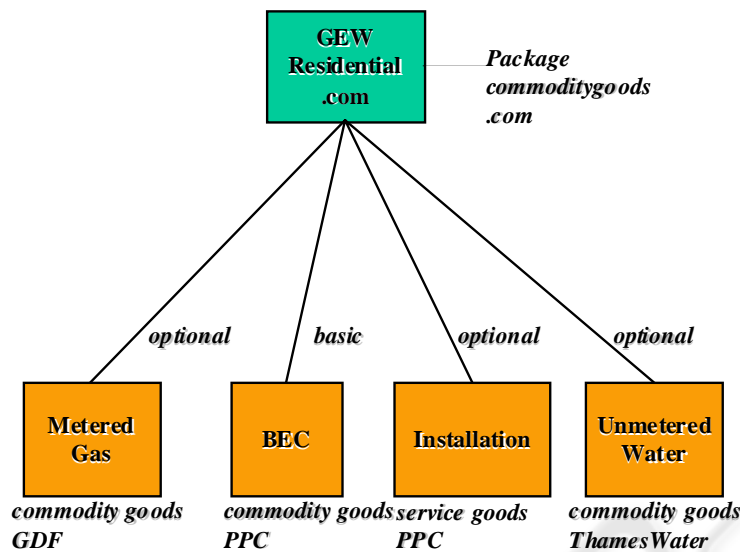 GEW
Residential
.com
Package
commoditygoods
.com
optional
basic
optional
optional
Metered
Gas
BEC
Installation
Unmetered
Water
commodity goods
GDF
commodity goods
PPC
service goods
PPC
commodity goods
ThamesWater